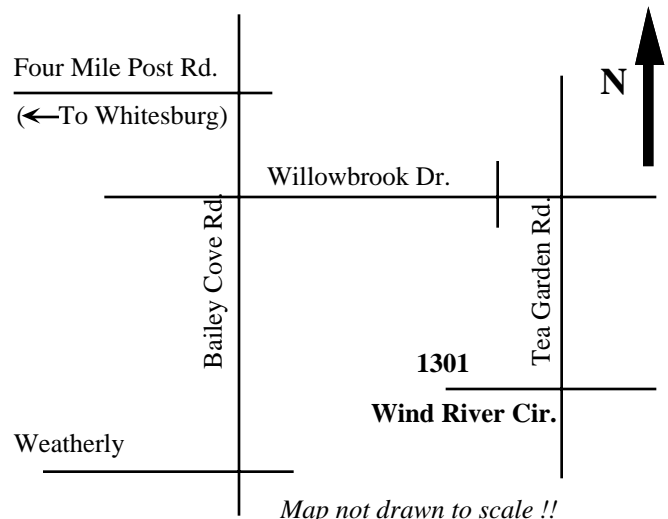 Four Mile Post Rd.
N
(←To Whitesburg)
Willowbrook Dr.
Bailey Cove Rd.
Tea Garden Rd.
1301
Wind River Cir.
Weatherly
Map not drawn to scale !!